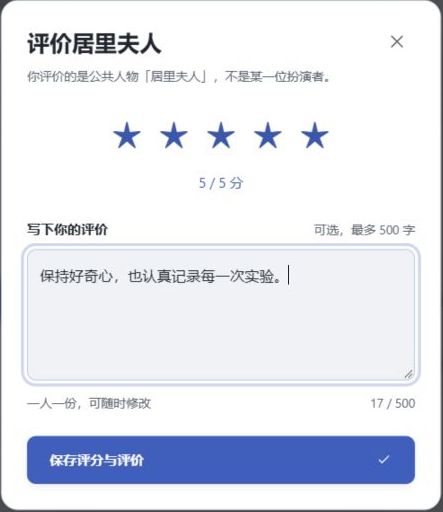 评价居里夫人
你评价的是公共人物「居里夫人」，不是某一位扮演者。
5 / 5 分
写下你的评价
可选，最多 500 字
保持好奇心，也认真记录每一次实验。
一人一份，可随时修改
17 / 500
保存评分与评价